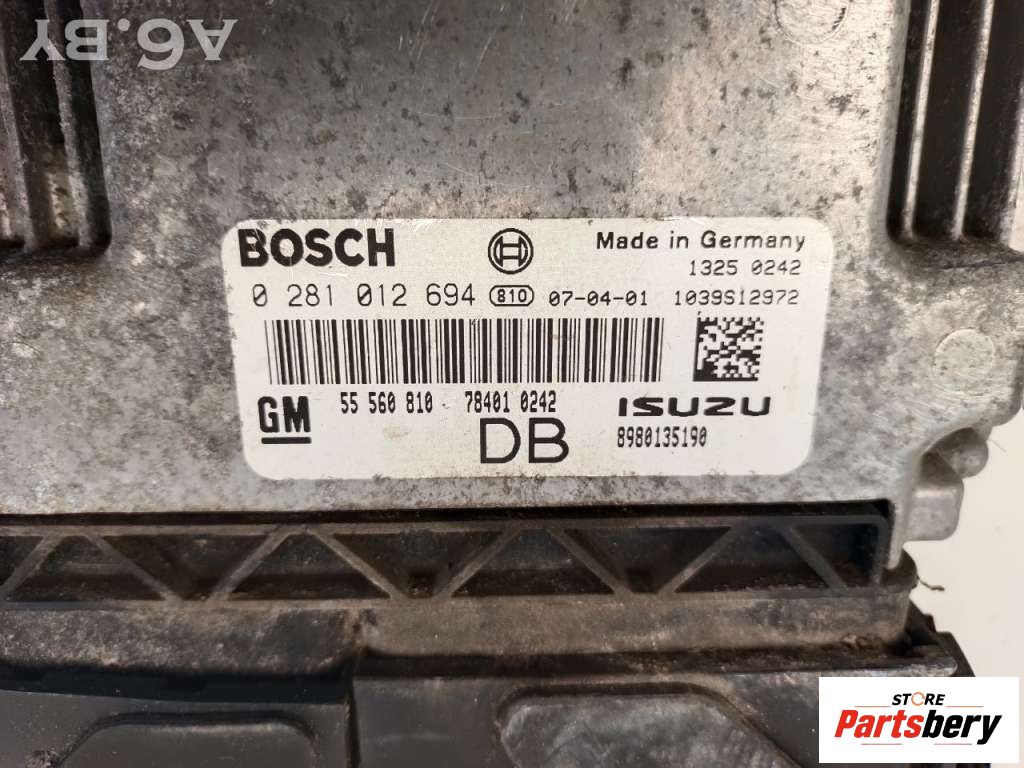 A6.BY
BOSCH
Made in Germany
1325 0242
0 281 012 694 810 07-04-01 1039S12972
GM 55 560 810 78401 0242 ISUZU
DB 8980135190
STORE
Partsbery